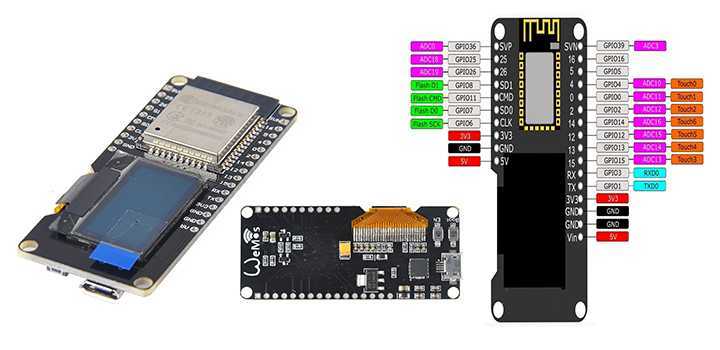 ADC0 GPIO36 SVP SVN GPIO39 ADC3
ADC18 GPIO25 25 16 GPIO16
ADC19 GPIO26 26 5 GPIO5
Flash D1 GPIO8 SD1 4 GPIO4 ADC10 Touch0
Flash CMD GPIO11 CMD 0 GPIO0 ADC11 Touch1
Flash D0 GPIO7 SD0 2 GPIO2 ADC12 Touch2
Flash SCK GPIO6 CLK 14 GPIO14 ADC16 Touch6
3V3 3V3 12 GPIO12 ADC15 Touch5
GND GND 13 GPIO13 ADC14 Touch4
5V 5V 15 GPIO15 ADC13 Touch3
RX GPIO3 RXD0
TX GPIO1 TXD0
3V3 3V3
GND GND
GND GND
Vin 5V
WeMos